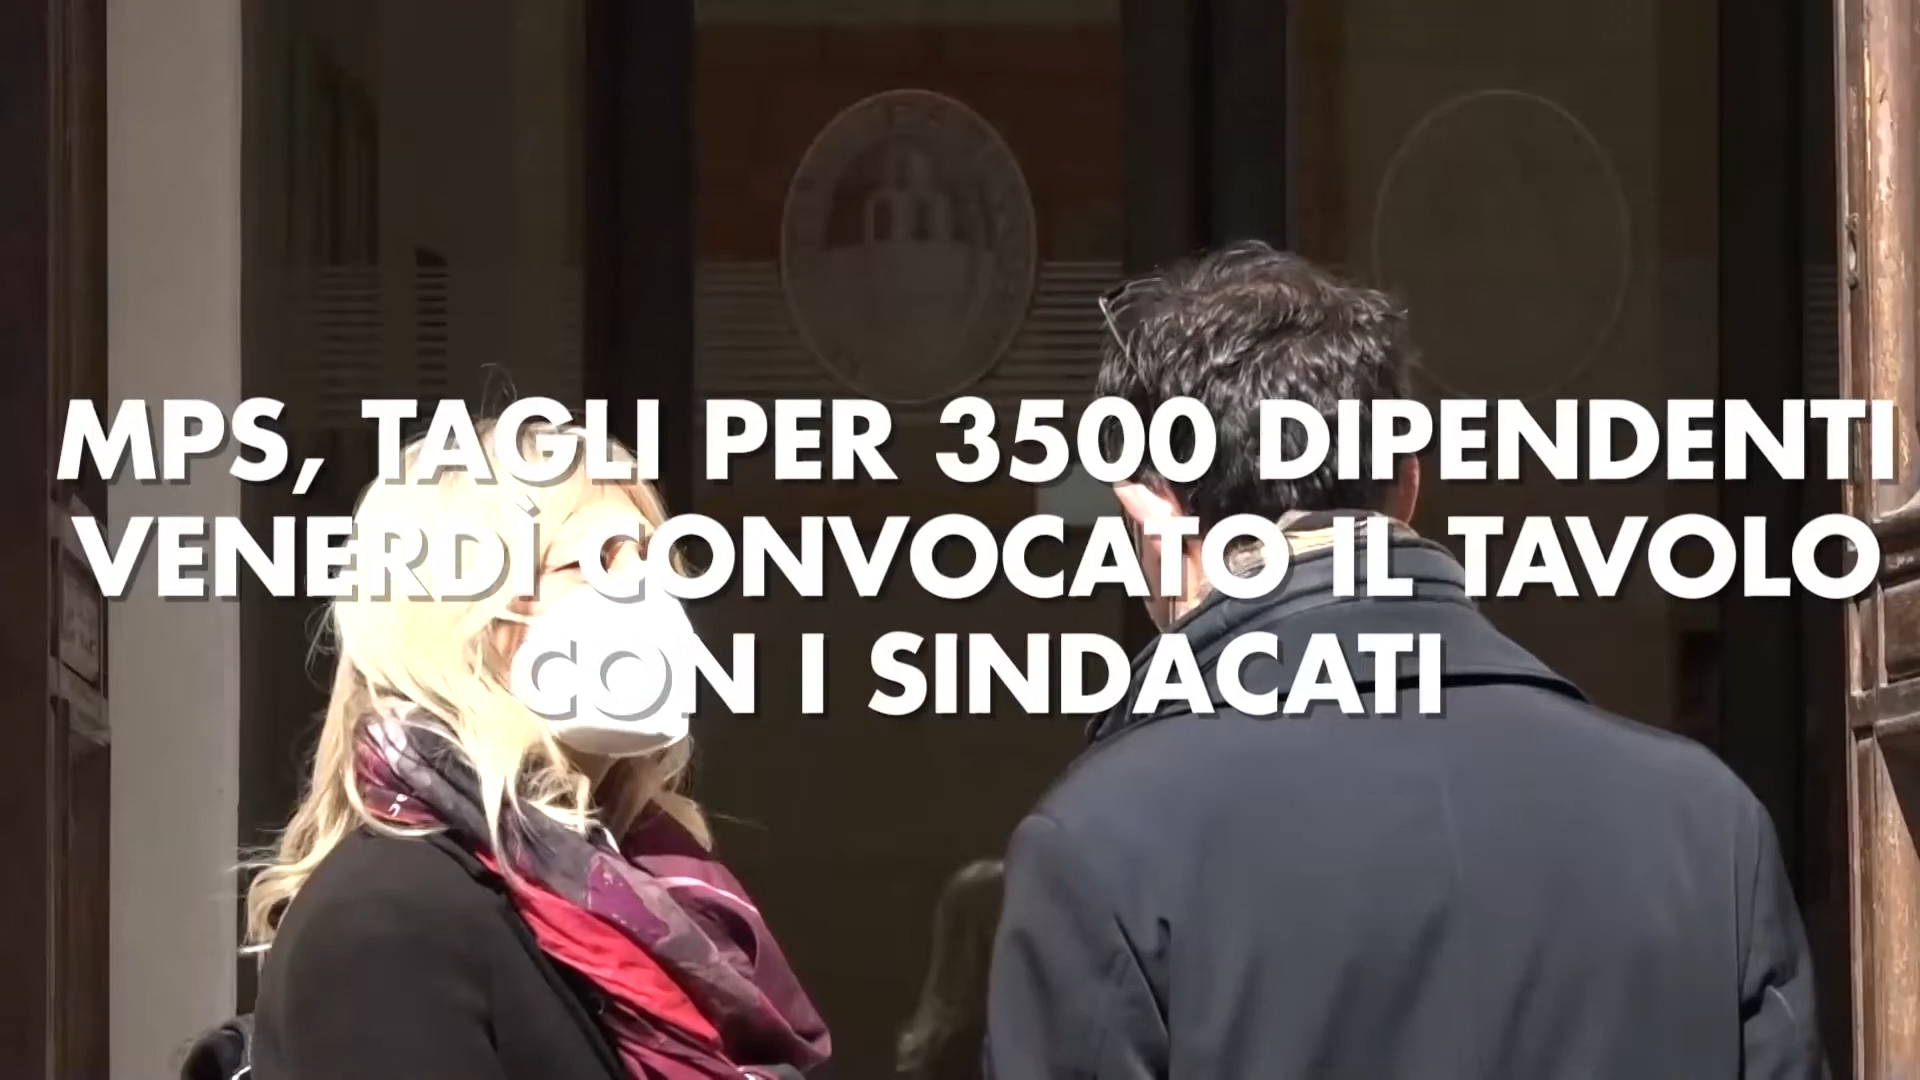 MPS, TAGLI PER 3500 DIPENDENTI
VENERDÌ CONVOCATO IL TAVOLO
CON I SINDACATI